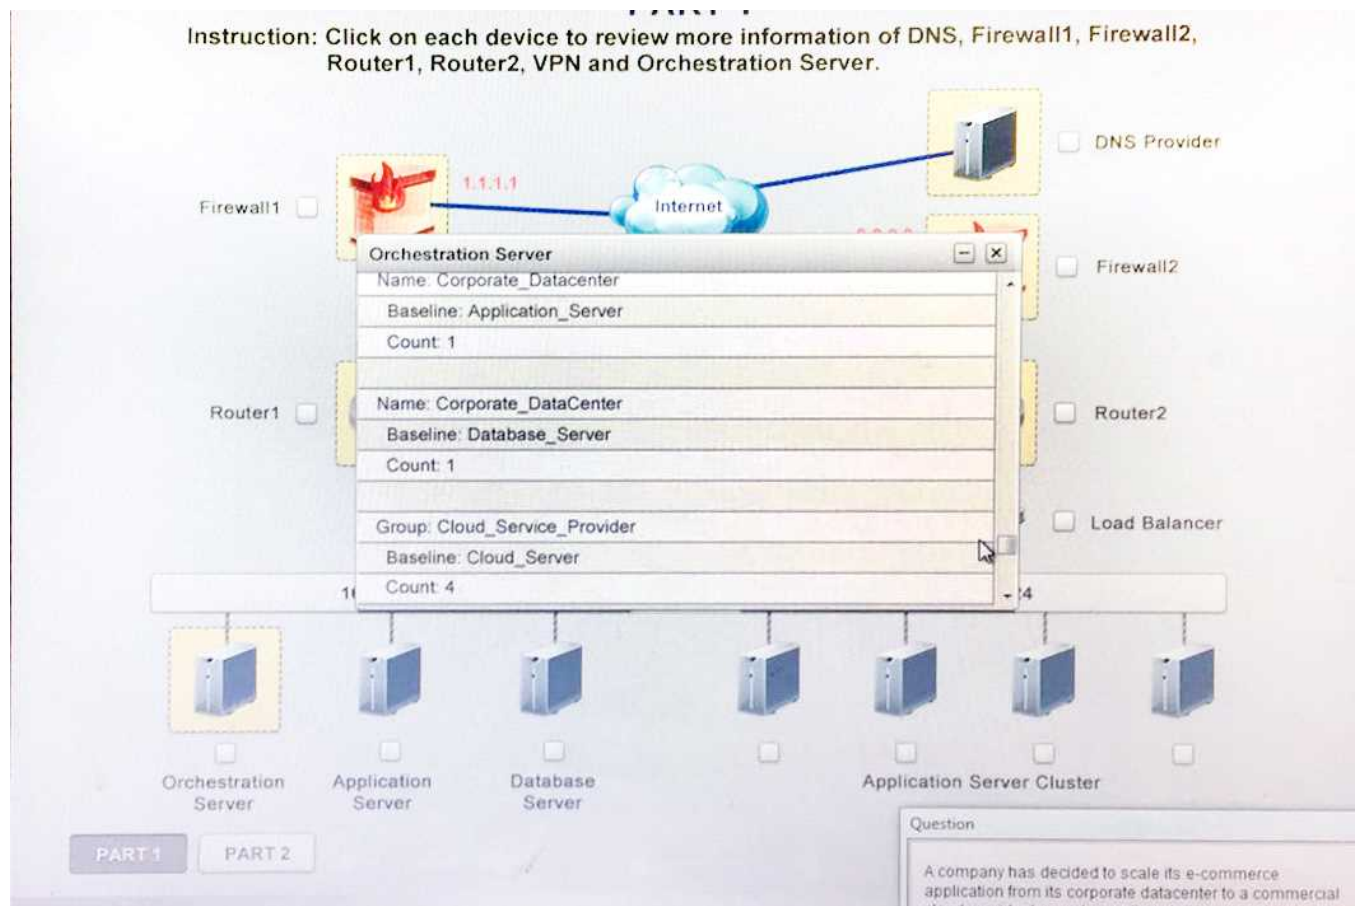 Instruction: Click on each device to review more information of DNS, Firewall1, Firewall2,
Router1, Router2, VPN and Orchestration Server.
DNS Provider
1.1.1.1
Firewall1
Internet
Firewall2
Orchestration Server
Name: Corporate_Datacenter
Baseline: Application_Server
Count: 1
Name: Corporate_DataCenter
Baseline: Database_Server
Count: 1
Group: Cloud_Service_Provider
Baseline: Cloud_Server
Count: 4
Router1
Router2
Load Balancer
Orchestration
Server
Application
Server
Database
Server
Application Server Cluster
PART 1
PART 2
Question
A company has decided to scale its e-commerce
application from its corporate datacenter to a commercial